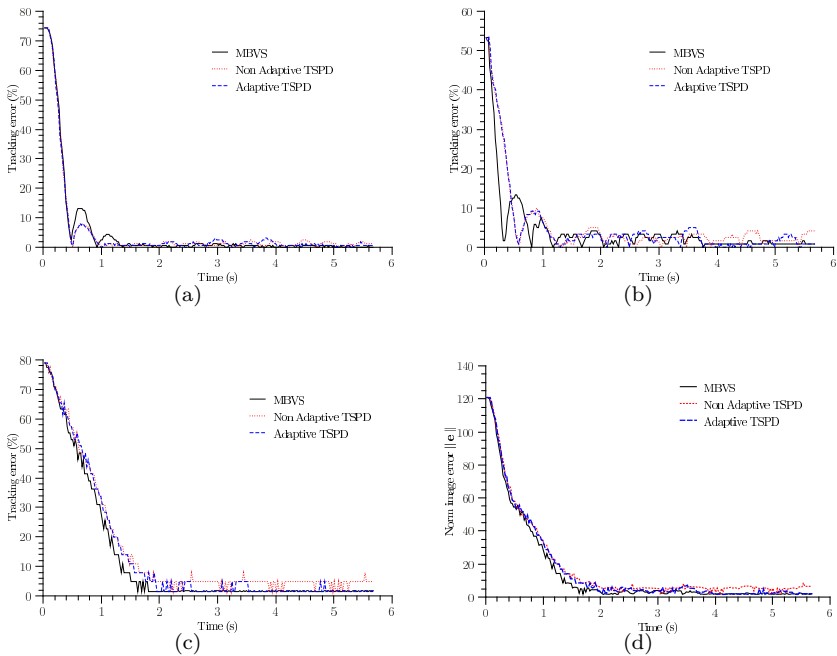 80
70
60
50
40
30
20
10
0
Tracking error (%)
MBVS
Non Adaptive TSPD
Adaptive TSPD
0 1 2 3 4 5 6
Time (s)
(a)
60
50
40
30
20
10
0
Tracking error (%)
MBVS
Non Adaptive TSPD
Adaptive TSPD
0 1 2 3 4 5 6
Time (s)
(b)
80
70
60
50
40
30
20
10
0
Tracking error (%)
MBVS
Non Adaptive TSPD
Adaptive TSPD
0 1 2 3 4 5 6
Time (s)
(c)
140
120
100
80
60
40
20
0
Norm image error ||e||
MBVS
Non Adaptive TSPD
Adaptive TSPD
0 1 2 3 4 5 6
Time (s)
(d)